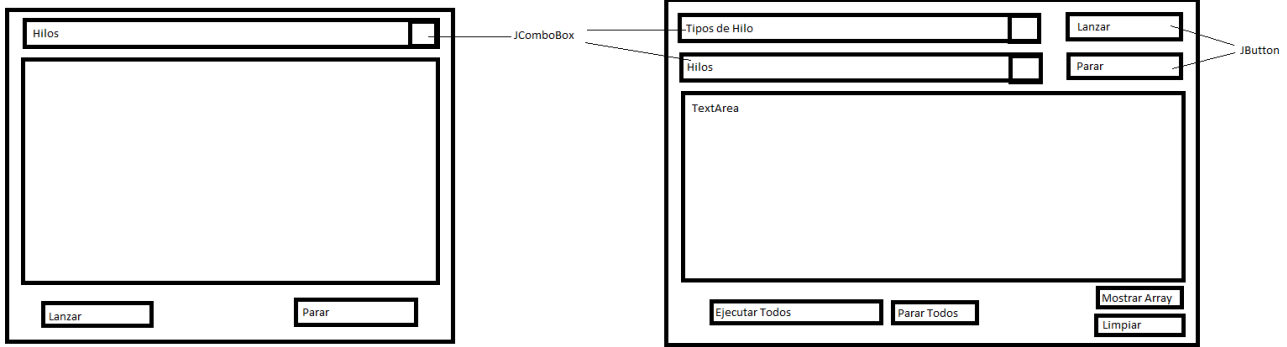 Hilos
Lanzar
Parar
JComboBox
Tipos de Hilo
Lanzar
Hilos
Parar
JButton
TextArea
Ejecutar Todos
Parar Todos
Mostrar Array
Limpiar